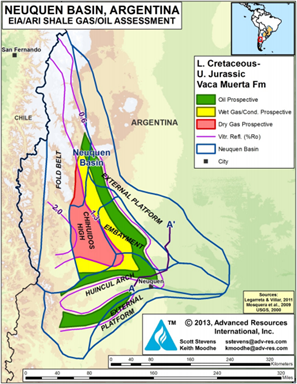 NEUQUEN BASIN, ARGENTINA
EIA/ARI SHALE GAS/OIL ASSESSMENT
L. Cretaceous-
U. Jurassic
Vaca Muerta Fm
Oil Prospective
Wet Gas/Cond. Prospective
Dry Gas Prospective
Vitr. Refl. (%Ro)
Neuquen Basin
City
San Fernando
CHILE
ARGENTINA
0.6
Neuquen
Basin
FOLD BELT
EXTERNAL PLATFORM
2.0
CHIHUIDOS
HIGH
EMBAYMENT
A'
A
HUINCUL ARCH
Neuquen
EXTERNAL
PLATFORM
Sources:
Legarreta & Villar, 2011
Mosquera et al., 2009
USGS, 2000
© 2013, Advanced Resources
International, Inc.
TM
Scott Stevens sstevens@adv-res.com
Keith Moodhe kmoodhe@adv-res.com
Kilometers
Miles